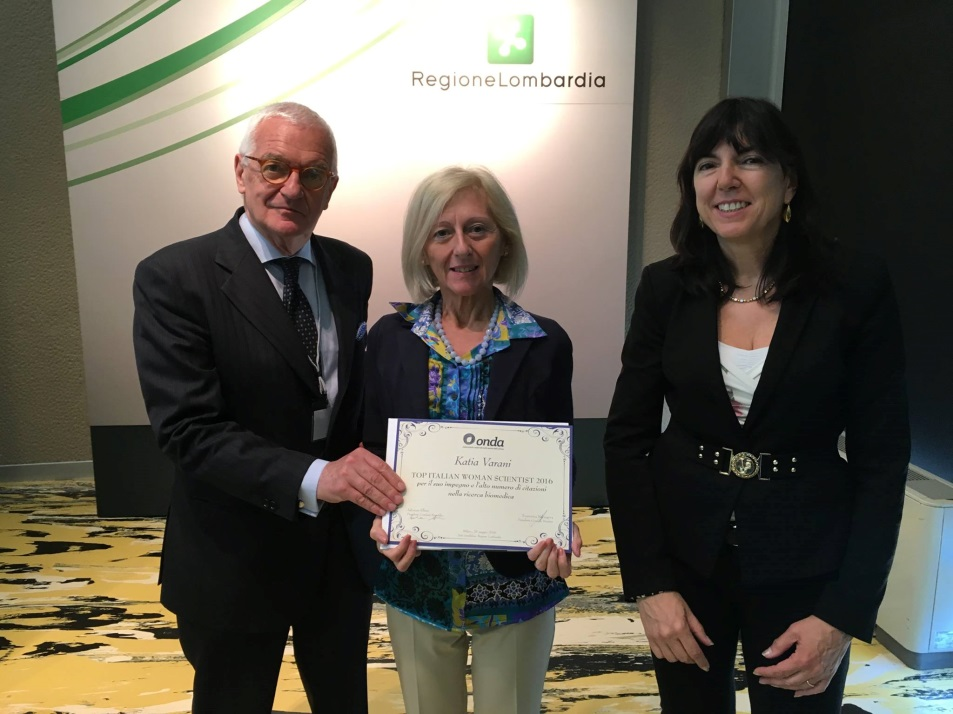 RegioneLombardia
onda
Katia Varani
TOP ITALIAN WOMAN SCIENTIST 2016
per il suo impegno e l'alto numero di citazioni
nella ricerca biomedica